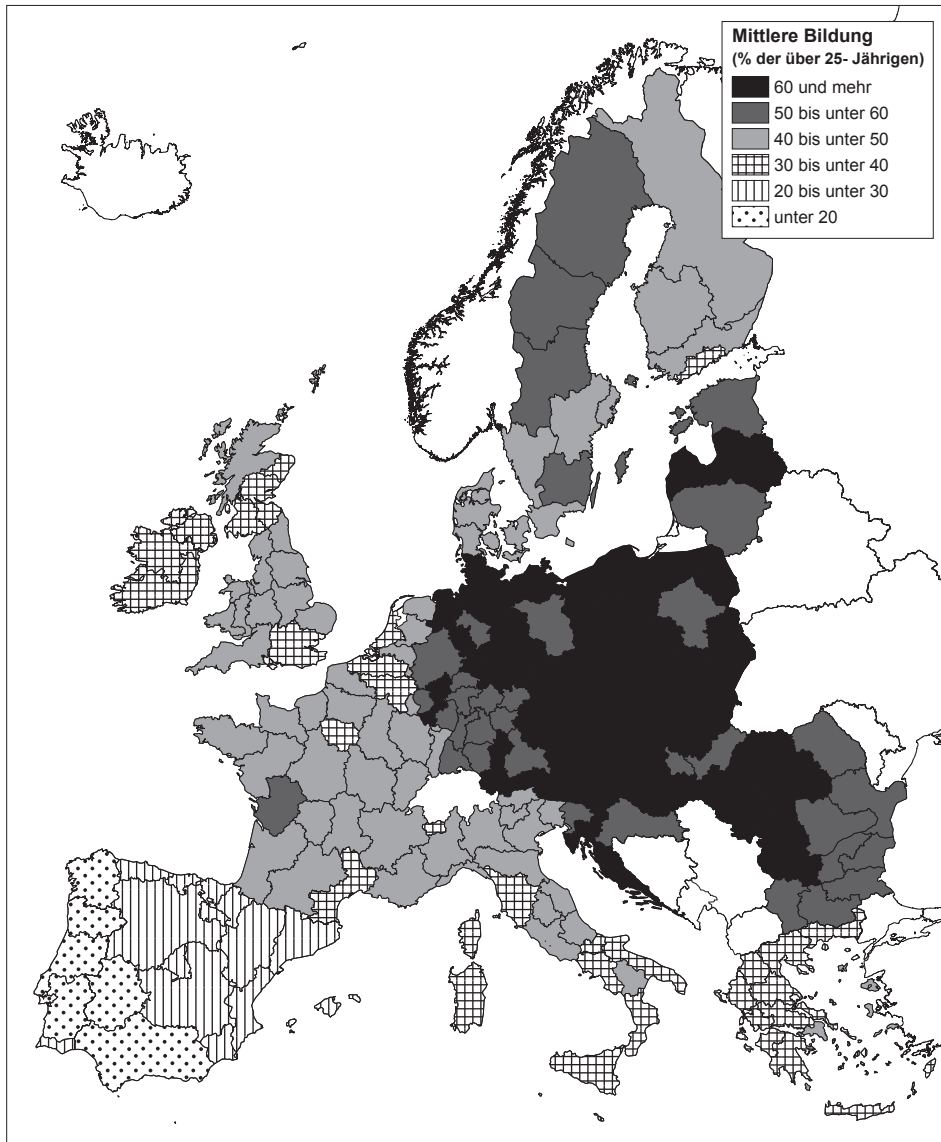 Mittlere Bildung
(% der über 25- Jährigen)
60 und mehr
50 bis unter 60
40 bis unter 50
30 bis unter 40
20 bis unter 30
unter 20